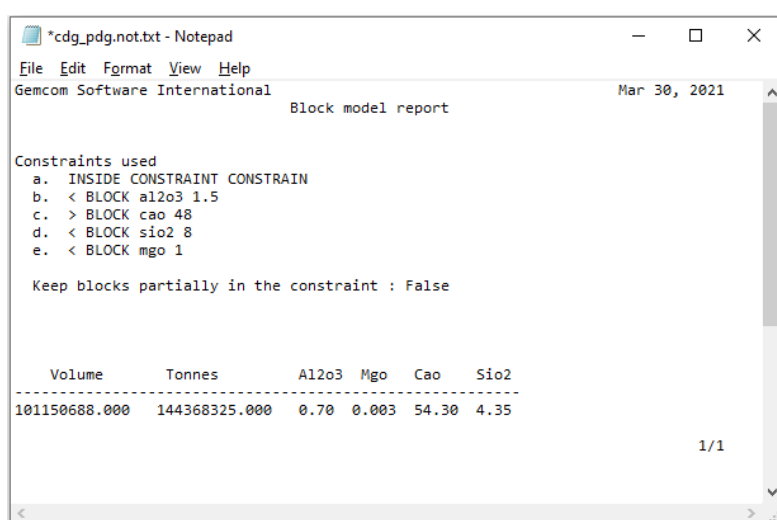 *cdg_pdg.not.txt - Notepad
File Edit Format View Help
Gemcom Software International Mar 30, 2021
Block model report
Constraints used
a. INSIDE CONSTRAINT CONSTRAIN
b. < BLOCK al2o3 1.5
c. > BLOCK cao 48
d. < BLOCK sio2 8
e. < BLOCK mgo 1
Keep blocks partially in the constraint : False
Volume Tonnes Al2o3 Mgo Cao Sio2
---------------------------------------------------------
101150688.000 144368325.000 0.70 0.003 54.30 4.35
1/1